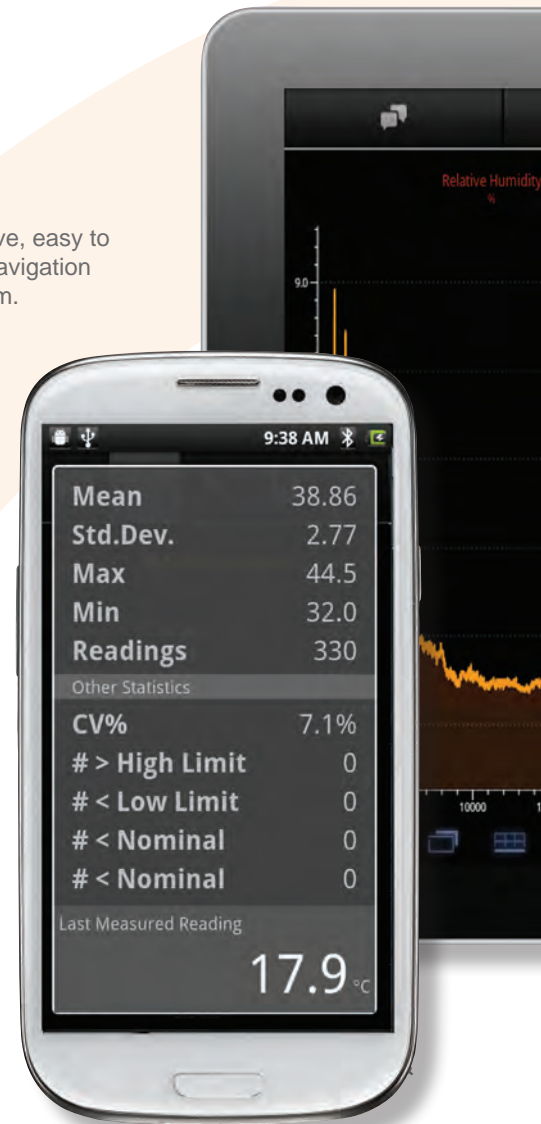 Relative Humidity
%
9.0
ve, easy to
avigation
m.
9:38 AM
Mean 38.86
Std.Dev. 2.77
Max 44.5
Min 32.0
Readings 330
Other Statistics
CV% 7.1%
# > High Limit 0
# < Low Limit 0
# < Nominal 0
# < Nominal 0
Last Measured Reading
17.9 °C
10000
1